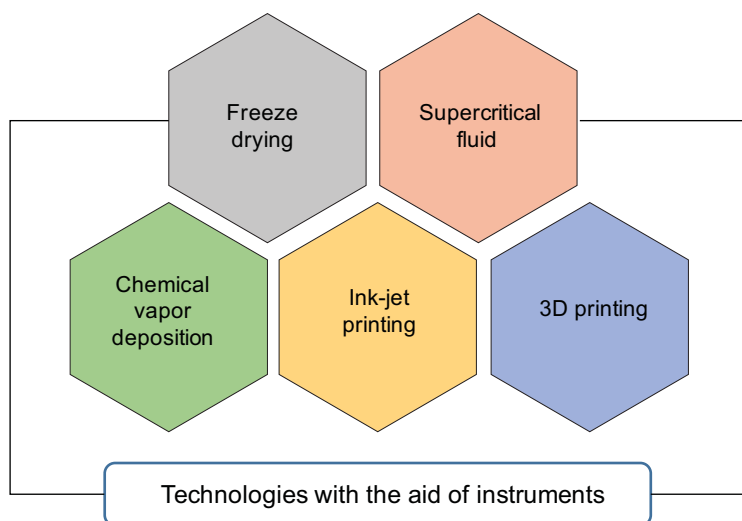 Freeze
drying
Supercritical
fluid
Chemical
vapor
deposition
Ink-jet
printing
3D printing
Technologies with the aid of instruments